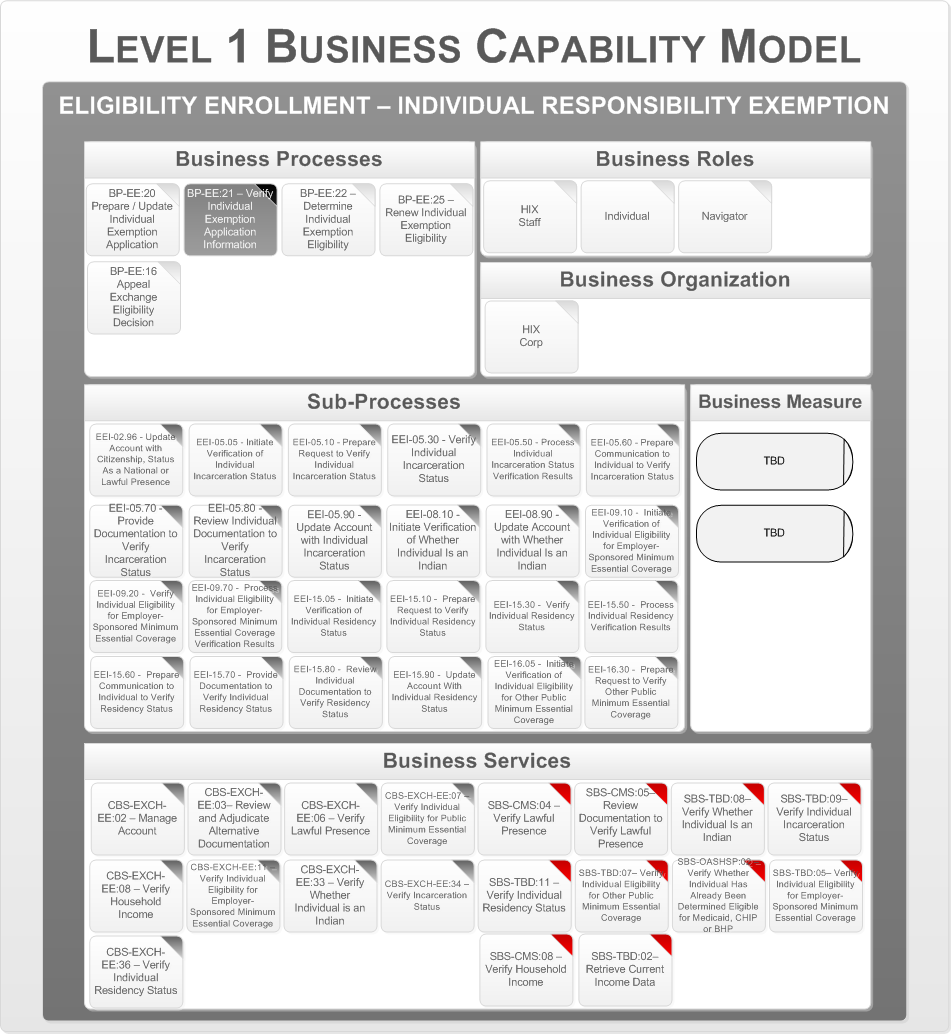 LEVEL 1 BUSINESS CAPABILITY MODEL
ELIGIBILITY ENROLLMENT – INDIVIDUAL RESPONSIBILITY EXEMPTION
Business Processes
BP-EE:20
Prepare / Update
Individual
Exemption
Application
BP-EE:21 – Verify
Individual
Exemption
Application
Information
BP-EE:22 –
Determine
Individual
Exemption
Eligibility
BP-EE:25 –
Renew Individual
Exemption
Eligibility
BP-EE:16
Appeal
Exchange
Eligibility
Decision
Business Roles
HIX
Staff
Individual
Navigator
Business Organization
HIX
Corp
Sub-Processes
EEI-02.96 - Update
Account with
Citizenship, Status
As a National or
Lawful Presence
EEI-05.05 - Initiate
Verification of
Individual
Incarceration Status
EEI-05.10 - Prepare
Request to Verify
Individual
Incarceration Status
EEI-05.30 - Verify
Individual
Incarceration
Status
EEI-05.50 - Process
Individual
Incarceration Status
Verification Results
EEI-05.60 - Prepare
Communication to
Individual to Verify
Incarceration Status
EEI-05.70 -
Provide
Documentation to
Verify
Incarceration
Status
EEI-05.80 -
Review Individual
Documentation to
Verify
Incarceration
Status
EEI-05.90 -
Update Account
with Individual
Incarceration
Status
EEI-08.10 -
Initiate Verification
of Whether
Individual Is an
Indian
EEI-08.90 -
Update Account
with Whether
Individual Is an
Indian
EEI-09.10 - Initiate
Verification of
Individual Eligibility
for Employer-
Sponsored Minimum
Essential Coverage
EEI-09.20 - Verify
Individual Eligibility
for Employer-
Sponsored Minimum
Essential Coverage
EEI-09.70 - Process
Individual Eligibility
for Employer-
Sponsored Minimum
Essential Coverage
Verification Results
EEI-15.05 - Initiate
Verification of
Individual Residency
Status
EEI-15.10 - Prepare
Request to Verify
Individual Residency
Status
EEI-15.30 - Verify
Individual Residency
Status
EEI-15.50 - Process
Individual Residency
Verification Results
EEI-15.60 - Prepare
Communication to
Individual to Verify
Residency Status
EEI-15.70 - Provide
Documentation to
Verify Individual
Residency Status
EEI-15.80 - Review
Individual
Documentation to
Verify Residency
Status
EEI-15.90 - Update
Account With
Individual Residency
Status
EEI-16.05 - Initiate
Verification of
Individual Eligibility
for Other Public
Minimum Essential
Coverage
EEI-16.30 - Prepare
Request to Verify
Other Public
Minimum Essential
Coverage
Business Measure
TBD
TBD
Business Services
CBS-EXCH-
EE:02 – Manage
Account
CBS-EXCH-
EE:03– Review
and Adjudicate
Alternative
Documentation
CBS-EXCH-
EE:06 – Verify
Lawful Presence
CBS-EXCH-EE:07 –
Verify Individual
Eligibility for Public
Minimum Essential
Coverage
SBS-CMS:04 –
Verify Lawful
Presence
SBS-CMS:05–
Review
Documentation to
Verify Lawful
Presence
SBS-TBD:08–
Verify Whether
Individual Is an
Indian
SBS-TBD:09–
Verify Individual
Incarceration
Status
CBS-EXCH-
EE:08 – Verify
Household
Income
CBS-EXCH-EE:11–
Verify Individual
Eligibility for
Employer-
Sponsored Minimum
Essential Coverage
CBS-EXCH-
EE:33 – Verify
Whether
Individual is an
Indian
CBS-EXCH-EE:34 –
Verify Incarceration
Status
SBS-TBD:11 –
Verify Individual
Residency Status
SBS-TBD:07– Verify
Individual Eligibility
for Other Public
Minimum Essential
Coverage
Verify Whether
Individual Has
Already Been
Determined Eligible
for Medicaid, CHIP
or BHP
SBS-TBD:05– Verify
Individual Eligibility
for Employer-
Sponsored Minimum
Essential Coverage
CBS-EXCH-
EE:36 – Verify
Individual
Residency Status
SBS-CMS:08 –
Verify Household
Income
SBS-TBD:02–
Retrieve Current
Income Data